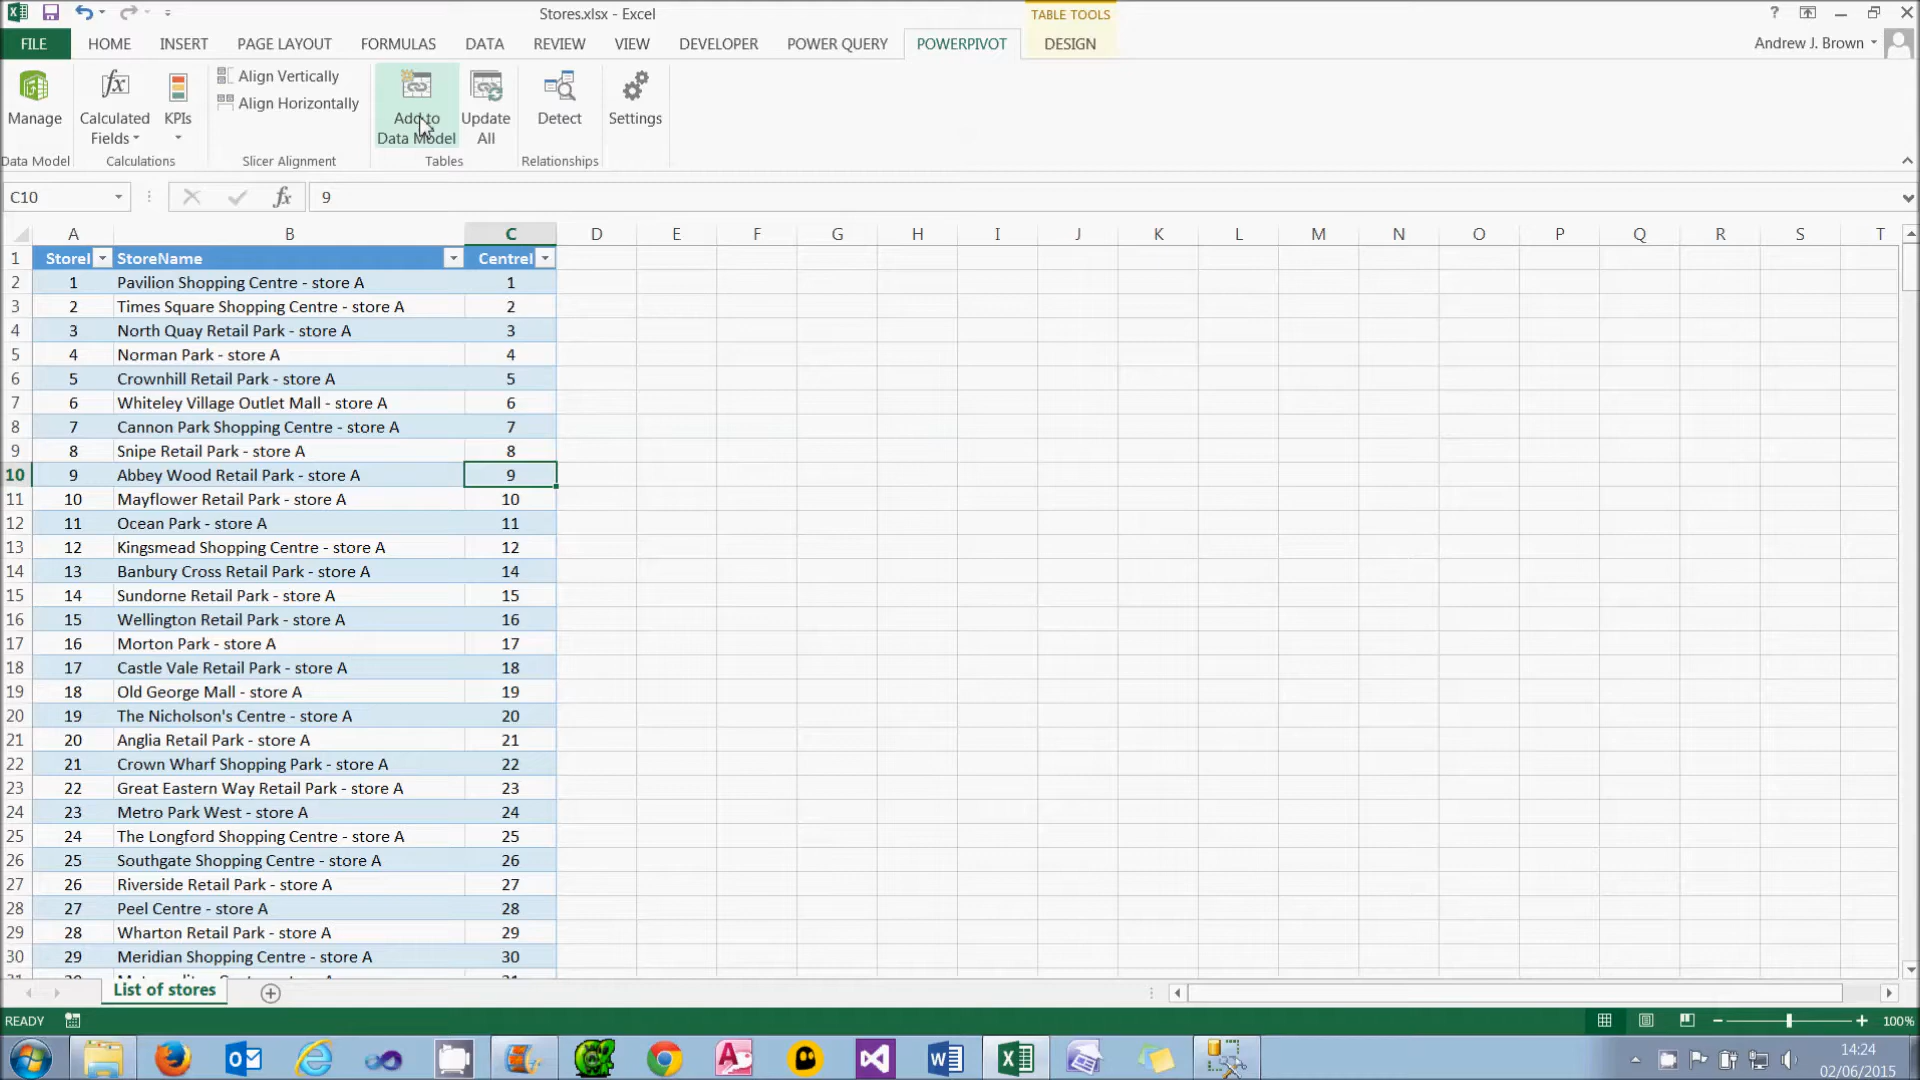 Stores.xlsx - Excel
TABLE TOOLS
?
FILE HOME INSERT PAGE LAYOUT FORMULAS DATA REVIEW VIEW DEVELOPER POWER QUERY POWERPIVOT DESIGN Andrew J. Brown
Manage
Calculated Fields
KPIs
Align Vertically
Align Horizontally
Add to Data Model
Update All
Detect
Settings
Data Model Calculations Slicer Alignment Tables Relationships
C10 fx 9
A B C D E F G H I J K L M N O P Q R S T
1 StoreI StoreName CentreI
2 1 Pavilion Shopping Centre - store A 1
3 2 Times Square Shopping Centre - store A 2
4 3 North Quay Retail Park - store A 3
5 4 Norman Park - store A 4
6 5 Crownhill Retail Park - store A 5
7 6 Whiteley Village Outlet Mall - store A 6
8 7 Cannon Park Shopping Centre - store A 7
9 8 Snipe Retail Park - store A 8
10 9 Abbey Wood Retail Park - store A 9
11 10 Mayflower Retail Park - store A 10
12 11 Ocean Park - store A 11
13 12 Kingsmead Shopping Centre - store A 12
14 13 Banbury Cross Retail Park - store A 14
15 14 Sundorne Retail Park - store A 15
16 15 Wellington Retail Park - store A 16
17 16 Morton Park - store A 17
18 17 Castle Vale Retail Park - store A 18
19 18 Old George Mall - store A 19
20 19 The Nicholson's Centre - store A 20
21 20 Anglia Retail Park - store A 21
22 21 Crown Wharf Shopping Park - store A 22
23 22 Great Eastern Way Retail Park - store A 23
24 23 Metro Park West - store A 24
25 24 The Longford Shopping Centre - store A 25
26 25 Southgate Shopping Centre - store A 26
27 26 Riverside Retail Park - store A 27
28 27 Peel Centre - store A 28
29 28 Wharton Retail Park - store A 29
30 29 Meridian Shopping Centre - store A 30
List of stores
READY 100%
14:24
02/06/2015